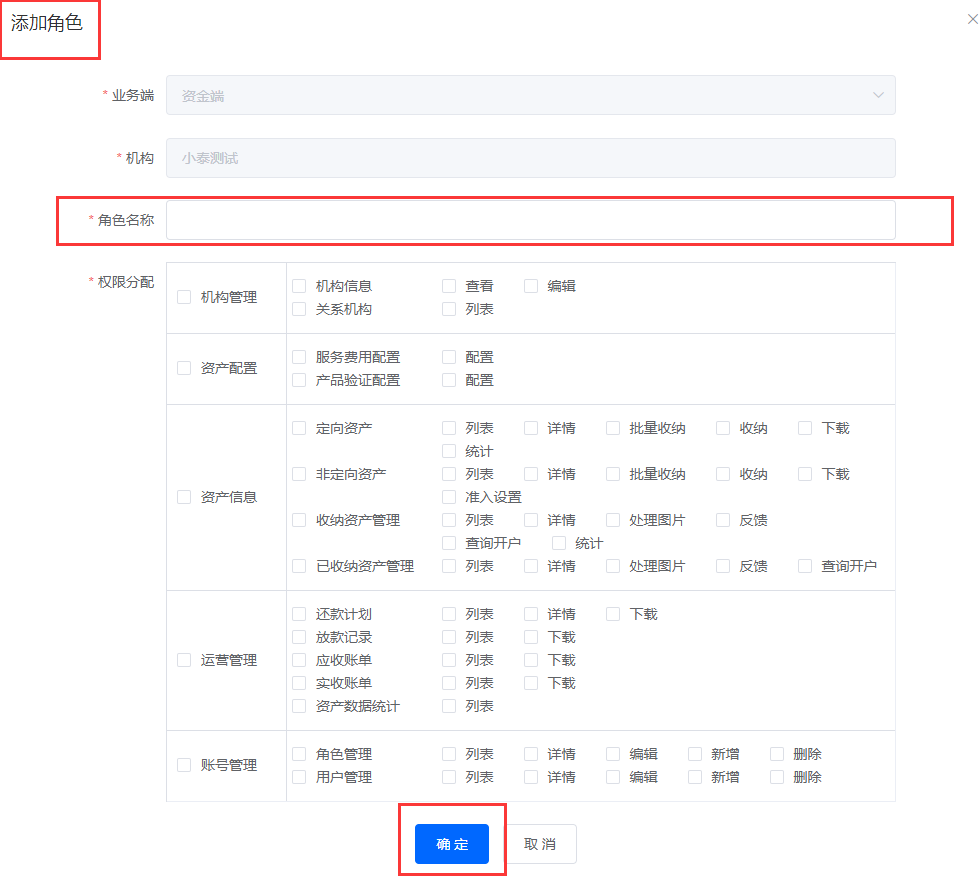 添加角色
* 业务端 资金端
* 机构 小泰测试
* 角色名称
* 权限分配
机构管理
机构信息 查看 编辑
关系机构 列表
资产配置
服务费用配置 配置
产品验证配置 配置
资产信息
定向资产 列表 详情 批量收纳 收纳 下载
统计
非定向资产 列表 详情 批量收纳 收纳 下载
准入设置
收纳资产管理 列表 详情 处理图片 反馈
查询开户 统计
已收纳资产管理 列表 详情 处理图片 反馈 查询开户
运营管理
还款计划 列表 详情 下载
放款记录 列表 下载
应收账单 列表 下载
实收账单 列表 下载
资产数据统计 列表
账号管理
角色管理 列表 详情 编辑 新增 删除
用户管理 列表 详情 编辑 新增 删除
确 定 取 消